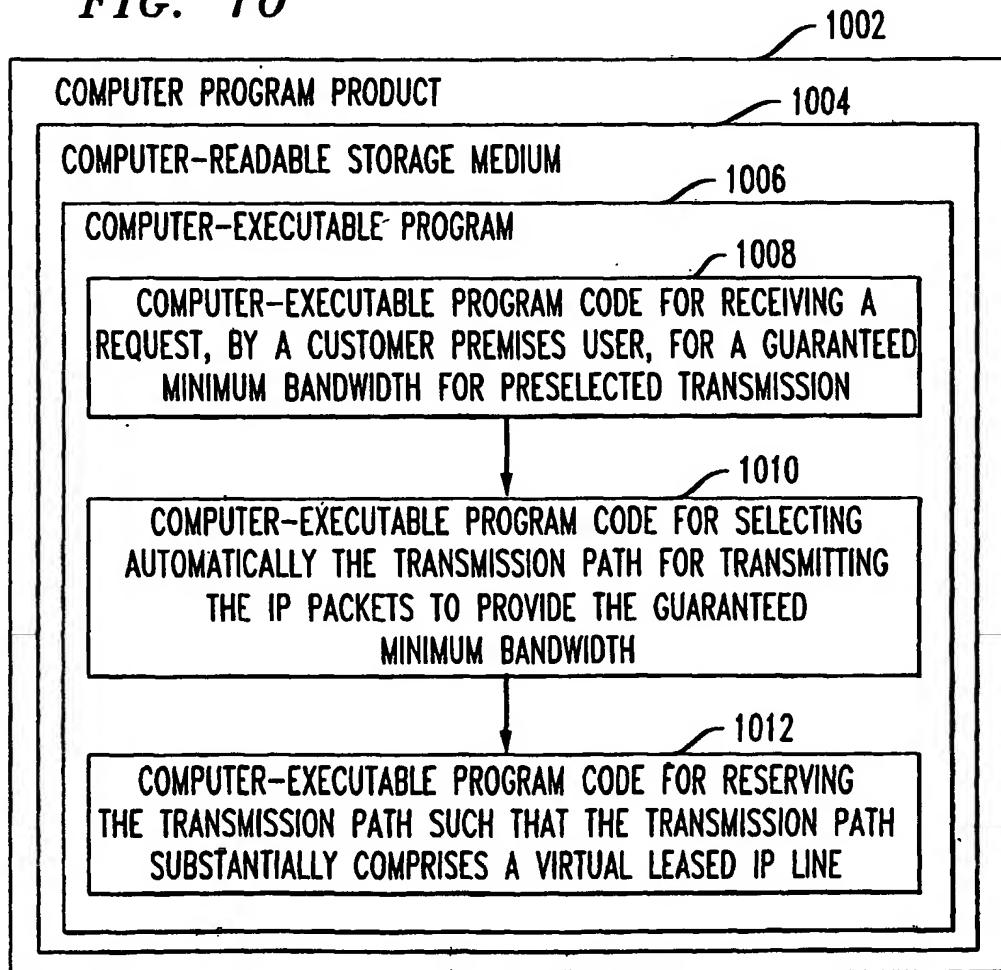 FIG. 10
1002
COMPUTER PROGRAM PRODUCT
1004
COMPUTER-READABLE STORAGE MEDIUM
1006
COMPUTER-EXECUTABLE PROGRAM
1008
COMPUTER-EXECUTABLE PROGRAM CODE FOR RECEIVING A
REQUEST, BY A CUSTOMER PREMISES USER, FOR A GUARANTEED
MINIMUM BANDWIDTH FOR PRESELECTED TRANSMISSION
1010
COMPUTER-EXECUTABLE PROGRAM CODE FOR SELECTING
AUTOMATICALLY THE TRANSMISSION PATH FOR TRANSMITTING
THE IP PACKETS TO PROVIDE THE GUARANTEED
MINIMUM BANDWIDTH
1012
COMPUTER-EXECUTABLE PROGRAM CODE FOR RESERVING
THE TRANSMISSION PATH SUCH THAT THE TRANSMISSION PATH
SUBSTANTIALLY COMPRISES A VIRTUAL LEASED IP LINE